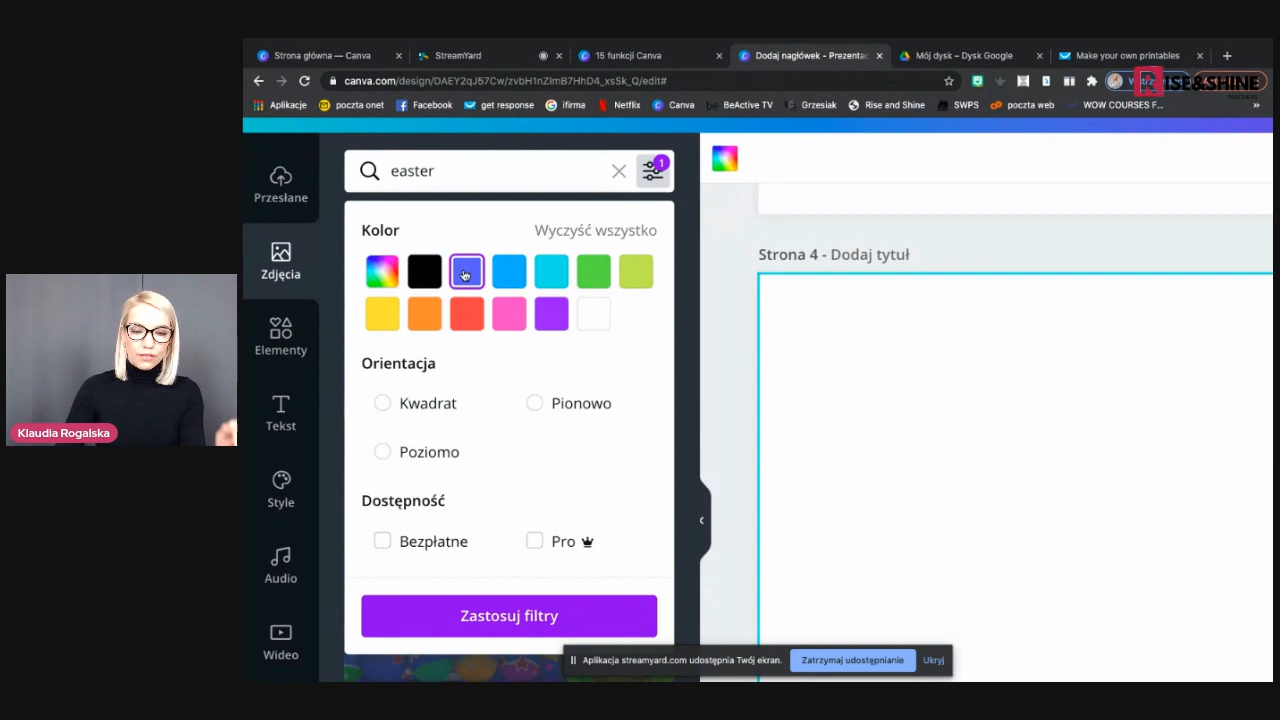 Strona główna — Canva
StreamYard
15 funkcji Canva
Dodaj nagłówek - Prezentac
Mój dysk – Dysk Google
Make your own printables
canva.com/design/DAEY2qJ57Cw/zvbH1nZlmB7HhD4_xsSk_Q/edit#
RISE&SHINE
TEACHERS
Aplikacje
poczta onet
Facebook
get response
ifirma
Netflix
Canva
be BeActive TV
Grzesiak
Rise and Shine
SWPS
poczta web
WOW COURSES F...
Przesłane
Zdjęcia
Elementy
Tekst
Style
Audio
Wideo
easter
1
Kolor
Wyczyść wszystko
Orientacja
Kwadrat
Pionowo
Poziomo
Dostępność
Bezpłatne
Pro
Zastosuj filtry
Strona 4 - Dodaj tytuł
Klaudia Rogalska
Aplikacja streamyard.com udostępnia Twój ekran.
Zatrzymaj udostępnianie
Ukryj